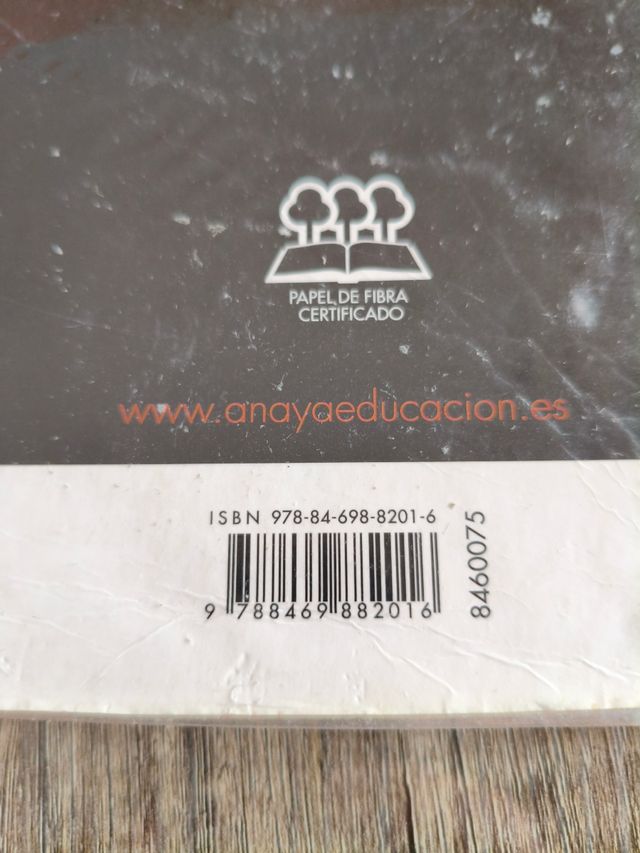 PAPEL DE FIBRA
CERTIFICADO
www.anayaeducacion.es
ISBN 978-84-698-8201-6
9 788469 882016
8460075